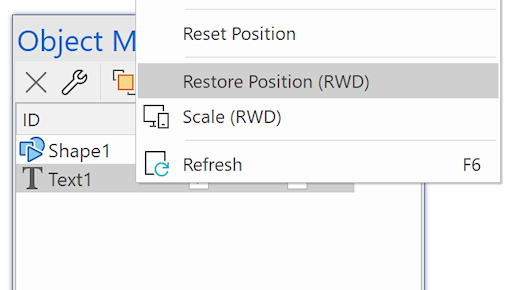 Object M
Reset Position
Restore Position (RWD)
ID
Scale (RWD)
Shape1
Refresh F6
Text1